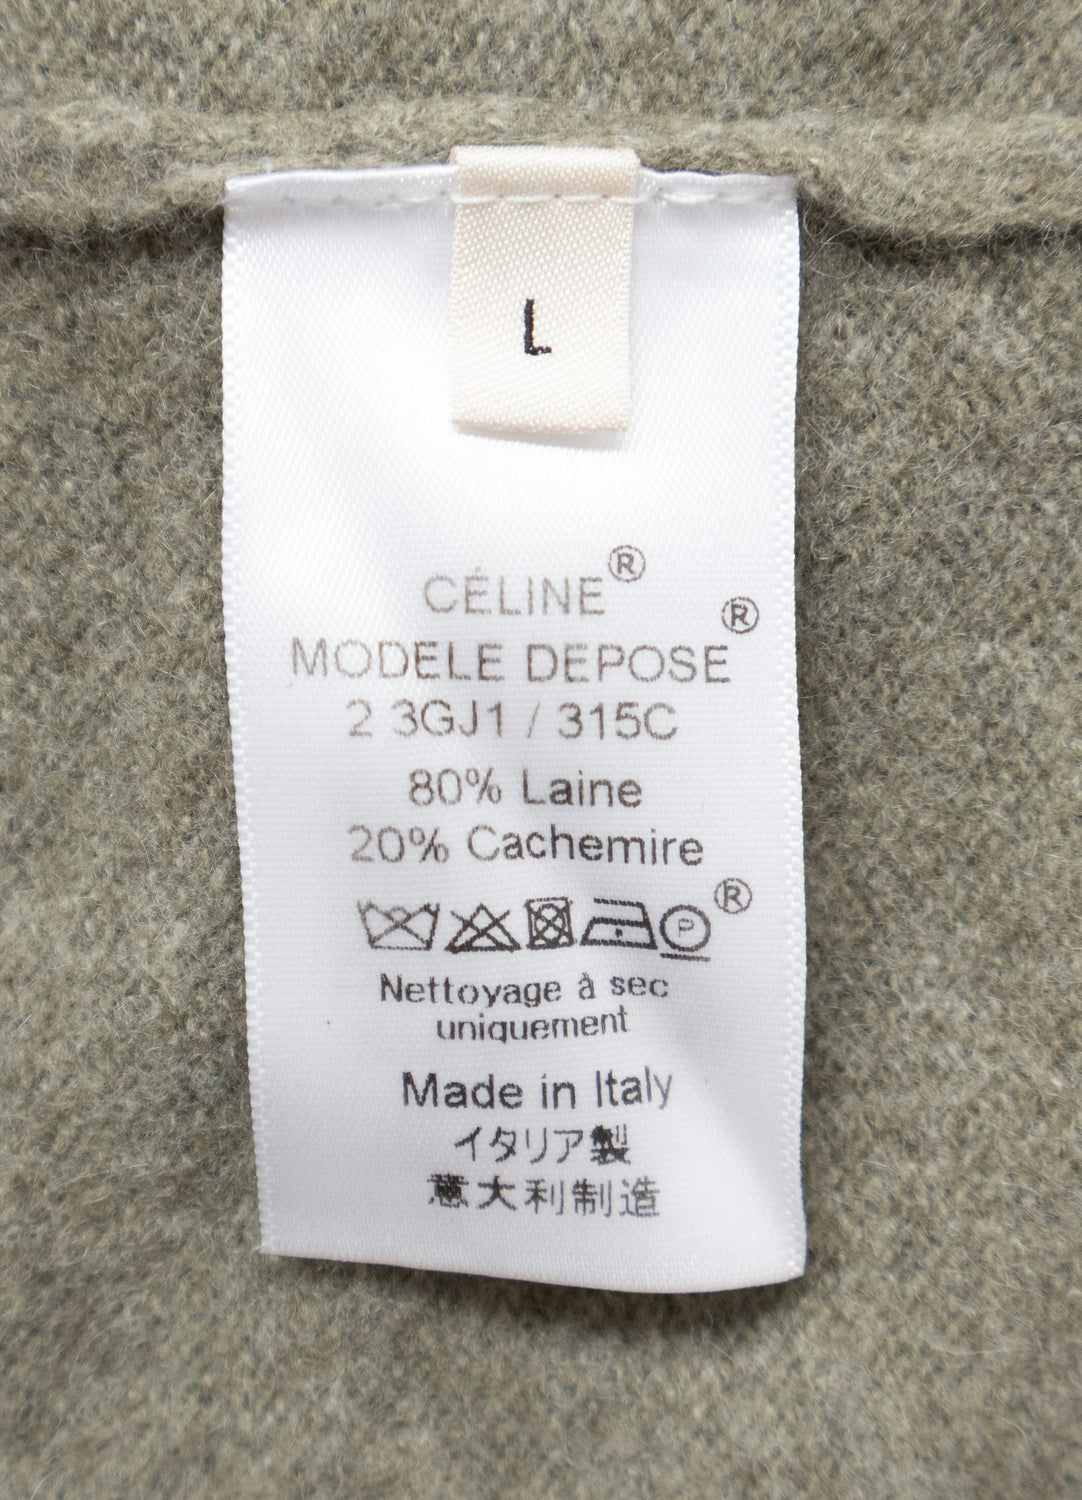 L
CÉLINE®
MODELE DEPOSE®
2 3GJ1 / 315C
80% Laine
20% Cachemire
P ®
Nettoyage à sec
uniquement
Made in Italy
イタリア製
意大利制造